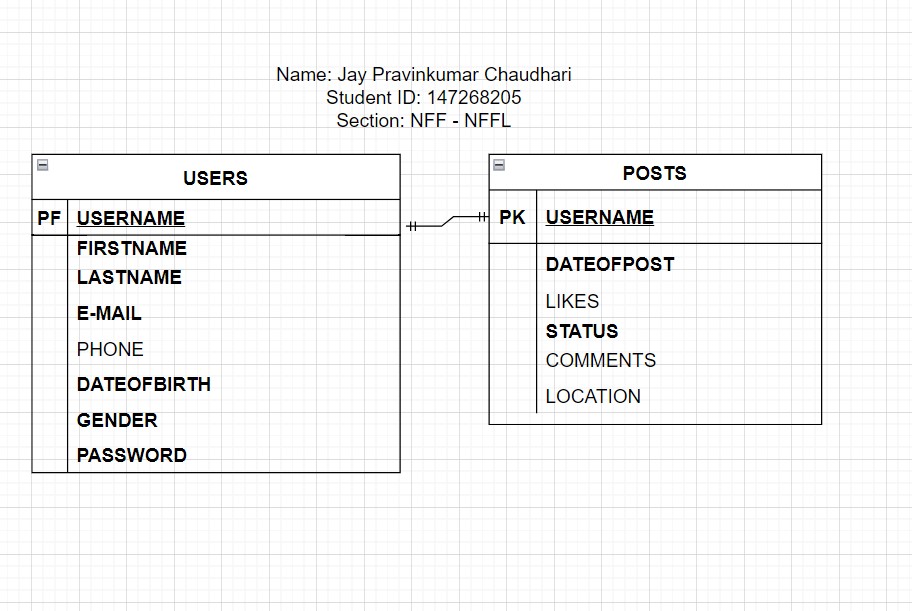 Name: Jay Pravinkumar Chaudhari
Student ID: 147268205
Section: NFF - NFFL
USERS
PF USERNAME
FIRSTNAME
LASTNAME
E-MAIL
PHONE
DATEOFBIRTH
GENDER
PASSWORD
POSTS
PK USERNAME
DATEOFPOST
LIKES
STATUS
COMMENTS
LOCATION